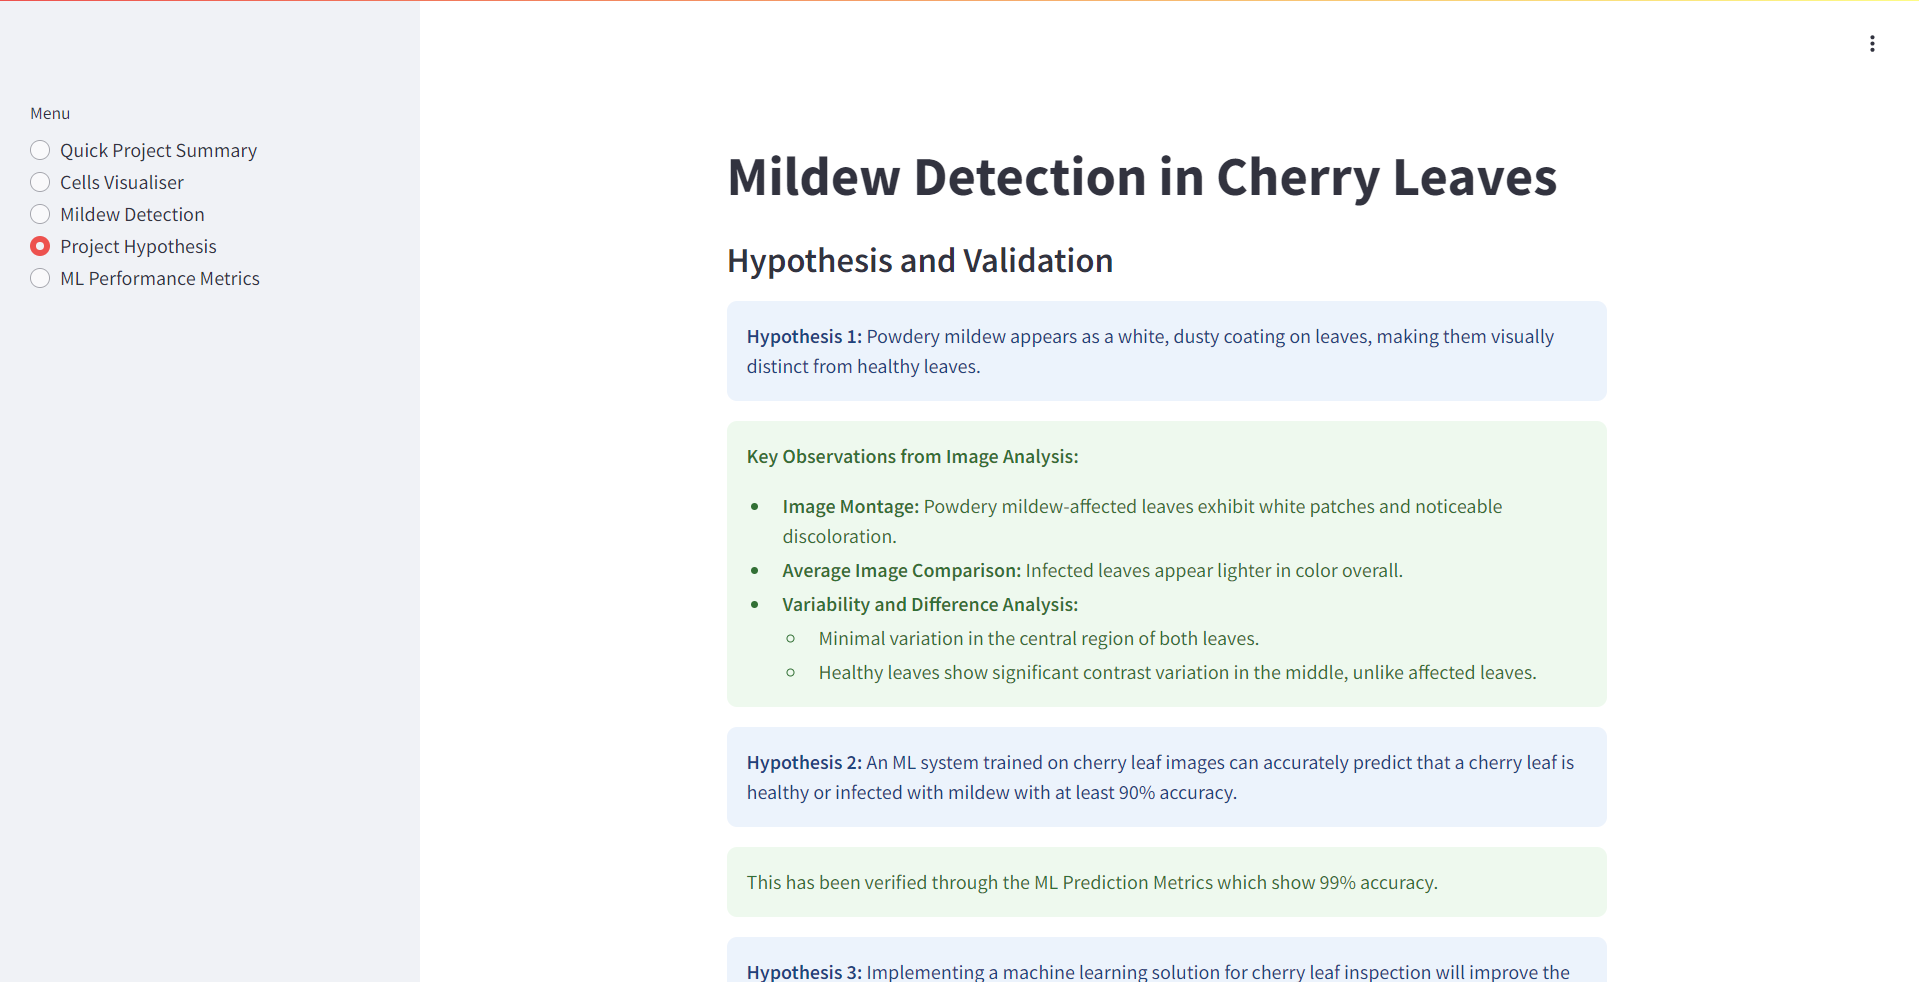 Menu
Quick Project Summary
Cells Visualiser
Mildew Detection
Project Hypothesis
ML Performance Metrics
Mildew Detection in Cherry Leaves
Hypothesis and Validation
Hypothesis 1: Powdery mildew appears as a white, dusty coating on leaves, making them visually
distinct from healthy leaves.
Key Observations from Image Analysis:
Image Montage: Powdery mildew-affected leaves exhibit white patches and noticeable
discoloration.
Average Image Comparison: Infected leaves appear lighter in color overall.
Variability and Difference Analysis:
Minimal variation in the central region of both leaves.
Healthy leaves show significant contrast variation in the middle, unlike affected leaves.
Hypothesis 2: An ML system trained on cherry leaf images can accurately predict that a cherry leaf is
healthy or infected with mildew with at least 90% accuracy.
This has been verified through the ML Prediction Metrics which show 99% accuracy.
Hypothesis 3: Implementing a machine learning solution for cherry leaf inspection will improve the